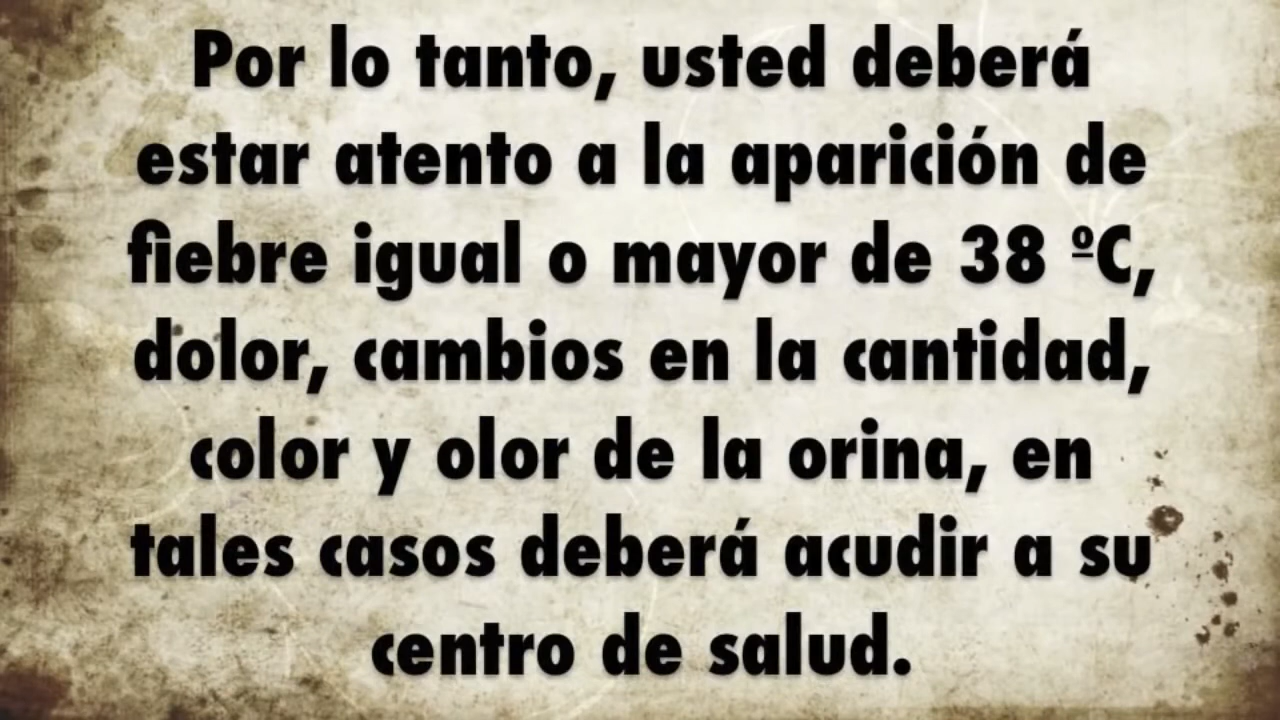 Por lo tanto, usted deberá
estar atento a la aparición de
fiebre igual o mayor de 38 ºC,
dolor, cambios en la cantidad,
color y olor de la orina, en
tales casos deberá acudir a su
centro de salud.